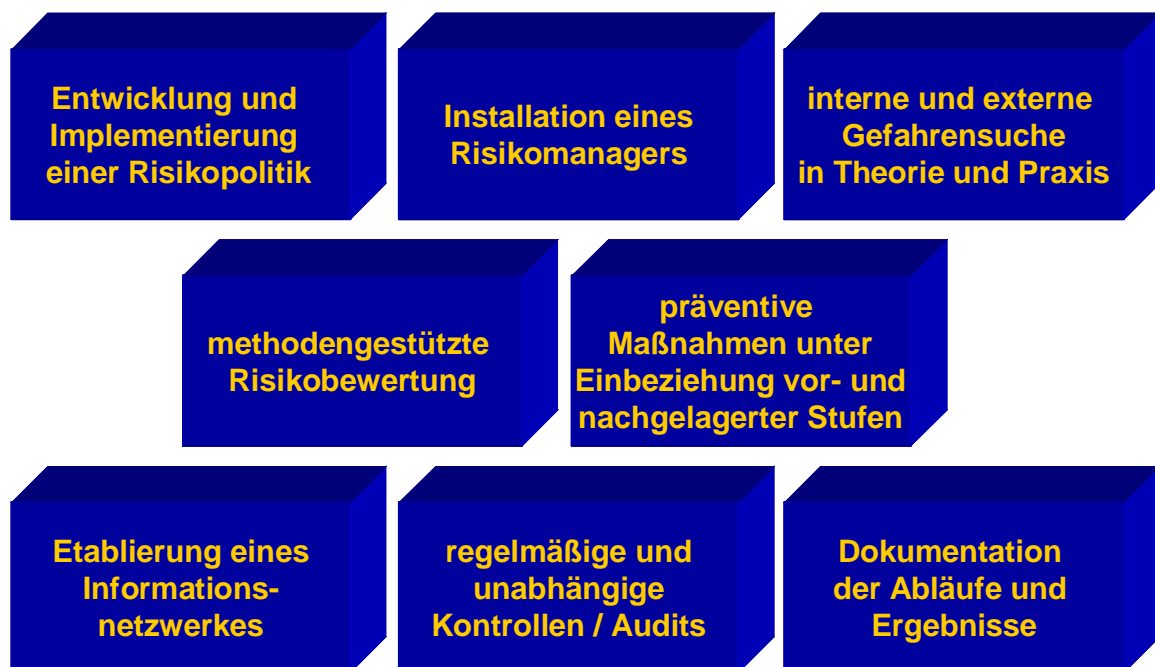 Entwicklung und
Implementierung
einer Risikopolitik
Installation eines
Risikomanagers
interne und externe
Gefahrensuche
in Theorie und Praxis
methodengestützte
Risikobewertung
präventive
Maßnahmen unter
Einbeziehung vor- und
nachgelagerter Stufen
Etablierung eines
Informations-
netzwerkes
regelmäßige und
unabhängige
Kontrollen / Audits
Dokumentation
der Abläufe und
Ergebnisse